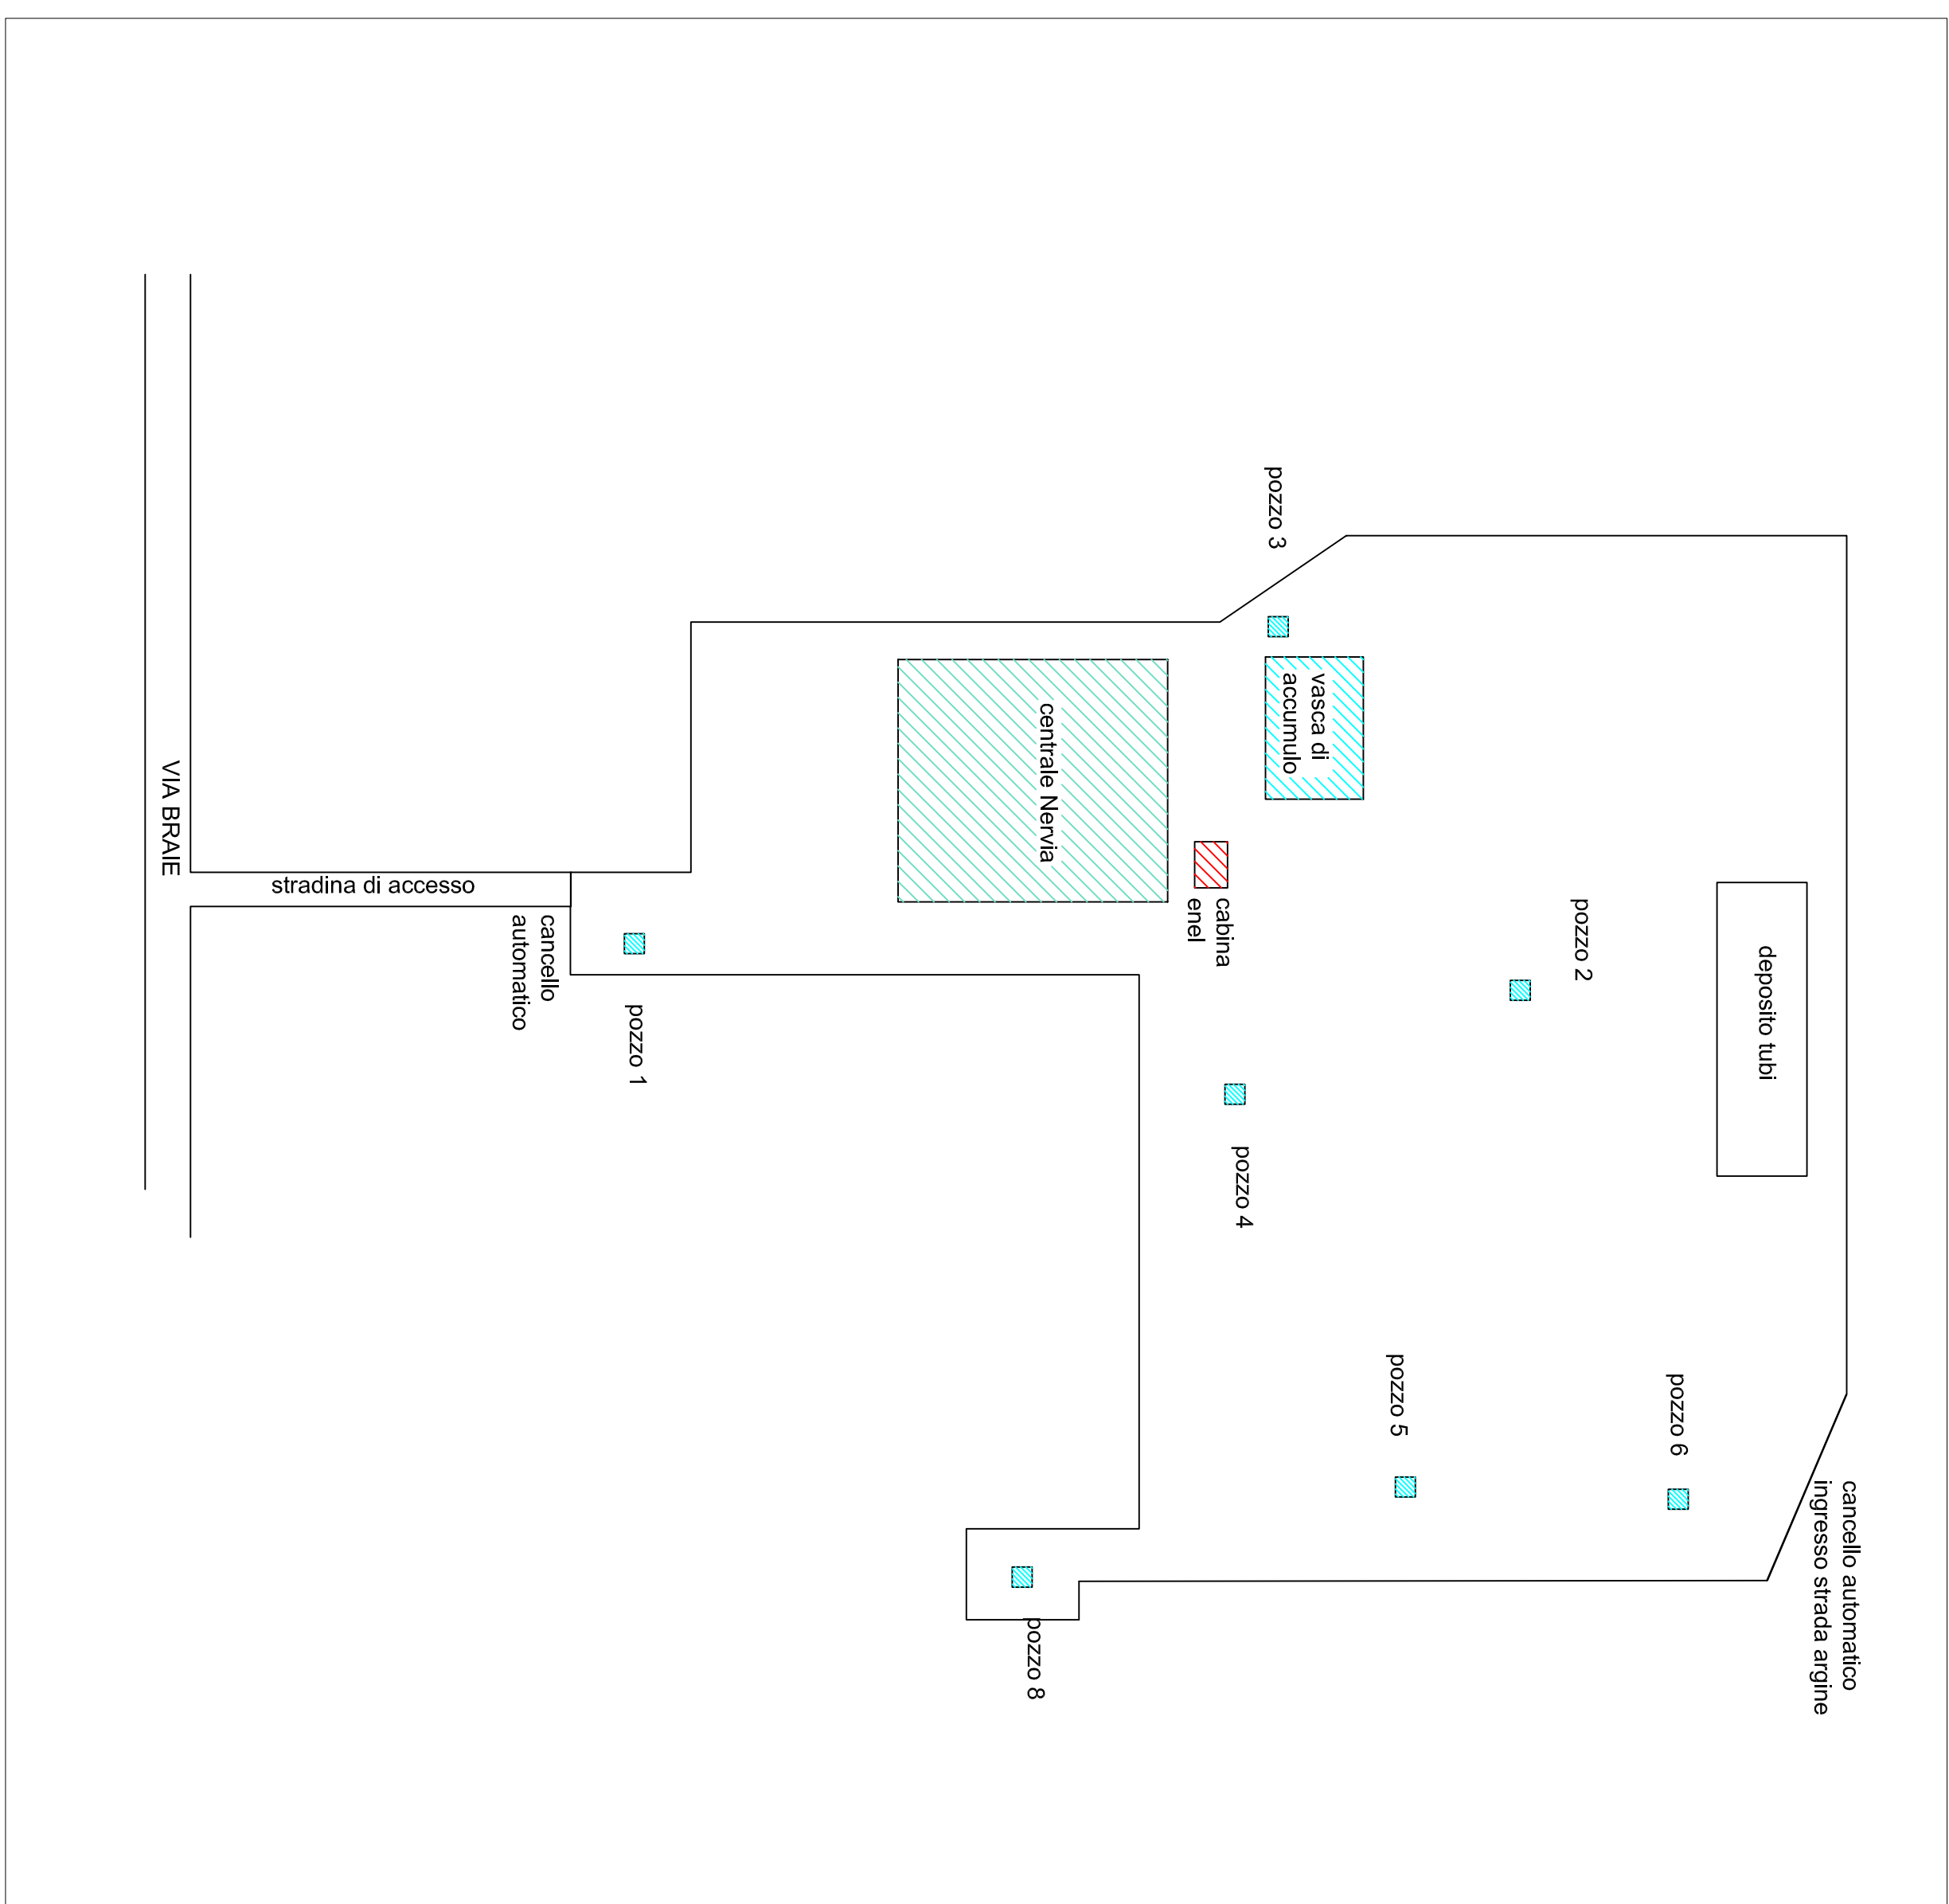 pozzo 3
vasca di
accumulo
centrale Nervia
VIA BRAIE
stradina di accesso
cancello
automatico
cabina
enel
pozzo 2
deposito tubi
pozzo 1
pozzo 4
pozzo 5
pozzo 6
cancello automatico
ingresso strada argine
pozzo 8